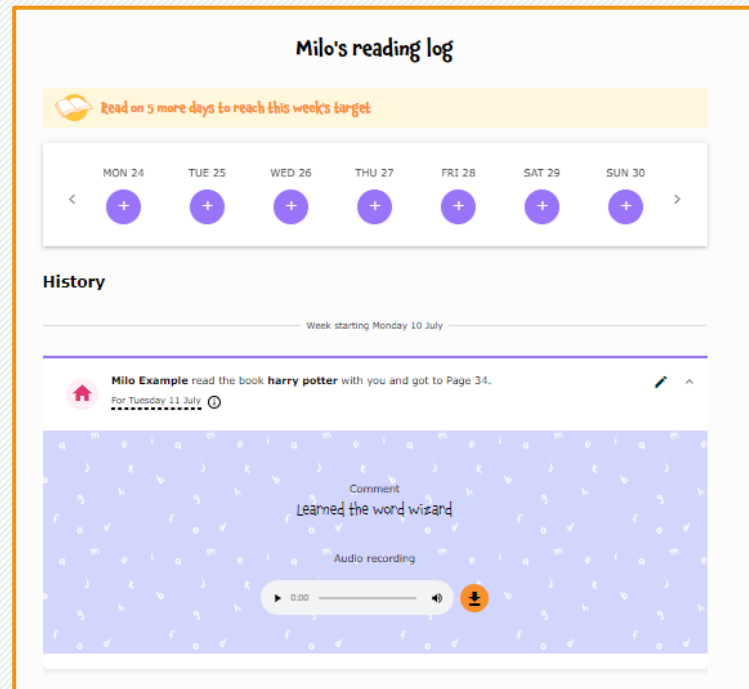 Milo's reading log
Read on 5 more days to reach this week's target
MON 24 TUE 25 WED 26 THU 27 FRI 28 SAT 29 SUN 30
History
Week starting Monday 10 July
Milo Example read the book harry potter with you and got to Page 34.
For Tuesday 11 July
Comment
Learned the word wizard
Audio recording
0:00